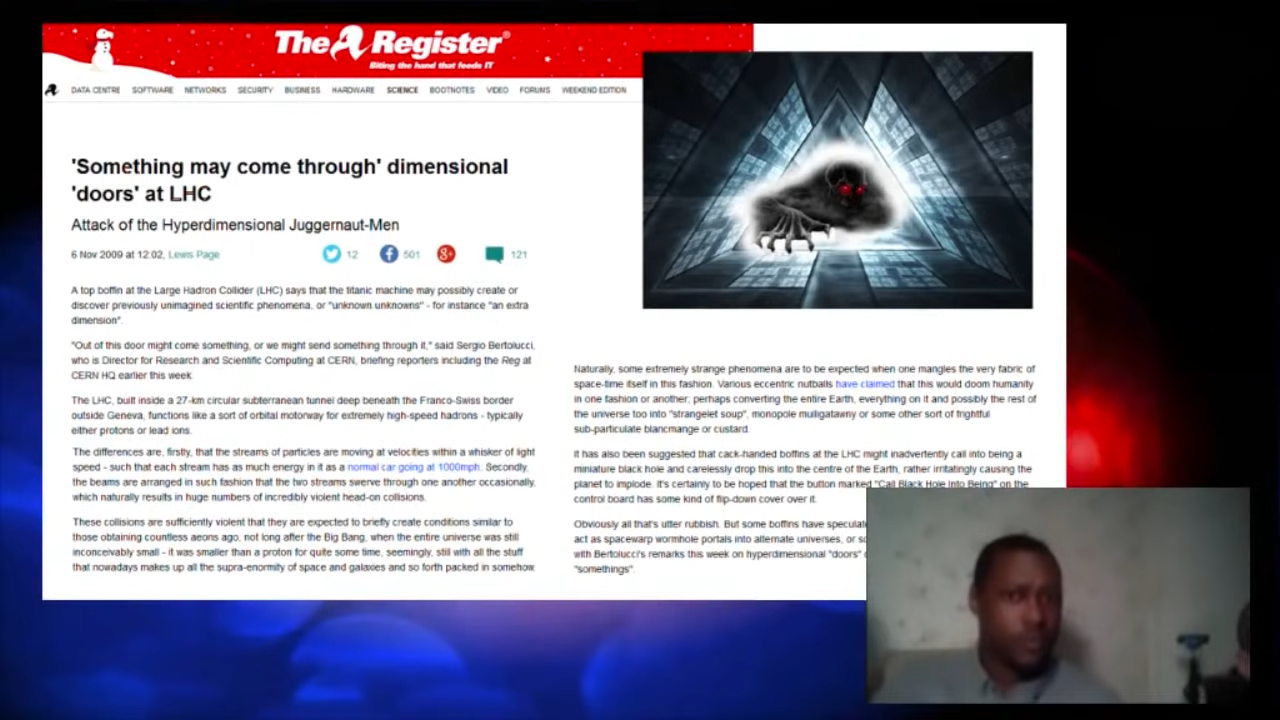 The Register®
Biting the hand that feeds IT
DATA CENTRE SOFTWARE NETWORKS SECURITY BUSINESS HARDWARE SCIENCE BOOTNOTES VIDEO FORUMS WEEKEND EDITION
'Something may come through' dimensional
'doors' at LHC
Attack of the Hyperdimensional Juggernaut-Men
6 Nov 2009 at 12:02, Lewis Page
12
501
g+
121
A top boffin at the Large Hadron Collider (LHC) says that the titanic machine may possibly create or
discover previously unimagined scientific phenomena, or "unknown unknowns" - for instance "an extra
dimension".
"Out of this door might come something, or we might send something through it," said Sergio Bertolucci,
who is Director for Research and Scientific Computing at CERN, briefing reporters including the Reg at
CERN HQ earlier this week.
The LHC, built inside a 27-km circular subterranean tunnel deep beneath the Franco-Swiss border
outside Geneva, functions like a sort of orbital motorway for extremely high-speed hadrons - typically
either protons or lead ions.
The differences are, firstly, that the streams of particles are moving at velocities within a whisker of light
speed - such that each stream has as much energy in it as a normal car going at 1000mph. Secondly,
the beams are arranged in such fashion that the two streams swerve through one another occasionally,
which naturally results in huge numbers of incredibly violent head-on collisions.
These collisions are sufficiently violent that they are expected to briefly create conditions similar to
those obtaining countless aeons ago, not long after the Big Bang, when the entire universe was still
inconceivably small - it was smaller than a proton for quite some time, seemingly, still with all the stuff
that nowadays makes up all the supra-enormity of space and galaxies and so forth packed in somehow.
Naturally, some extremely strange phenomena are to be expected when one mangles the very fabric of
space-time itself in this fashion. Various eccentric nutballs have claimed that this would doom humanity
in one fashion or another; perhaps converting the entire Earth, everything on it and possibly the rest of
the universe too into "strangelet soup", monopole mulligatawny or some other sort of frightful
sub-particulate blancmange or custard.
It has also been suggested that cack-handed boffins at the LHC might inadvertently call into being a
miniature black hole and carelessly drop this into the centre of the Earth, rather irritatingly causing the
planet to implode. It's certainly to be hoped that the button marked "Call Black Hole Into Being" on the
control board has some kind of flip-down cover over it.
Obviously all that's utter rubbish. But some boffins have
act as spacewarp wormhole portals into alternate universes, or
with Bertolucci's remarks this week on hyperdimensional "doors"
"somethings".